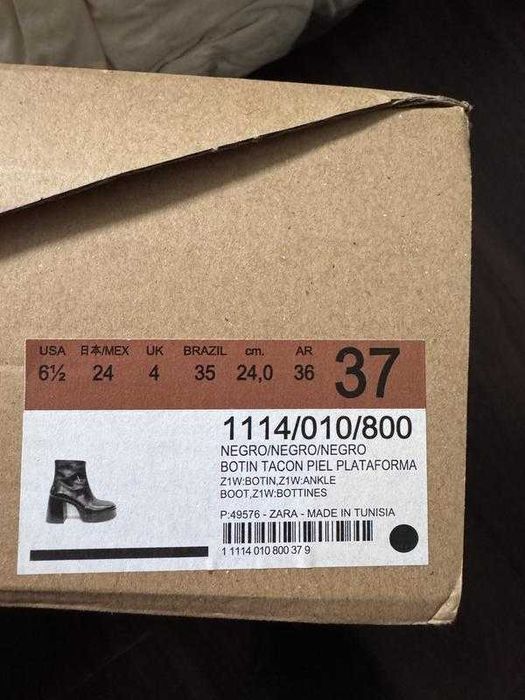 USA 日本/MEX UK BRAZIL cm. AR 37
6½ 24 4 35 24,0 36
1114/010/800
NEGRO/NEGRO/NEGRO
BOTIN TACON PIEL PLATAFORMA
Z1W:BOTIN,Z1W:ANKLE
BOOT,Z1W:BOTTINES
P:49576 - ZARA - MADE IN TUNISIA
1 1114 010 800 37 9